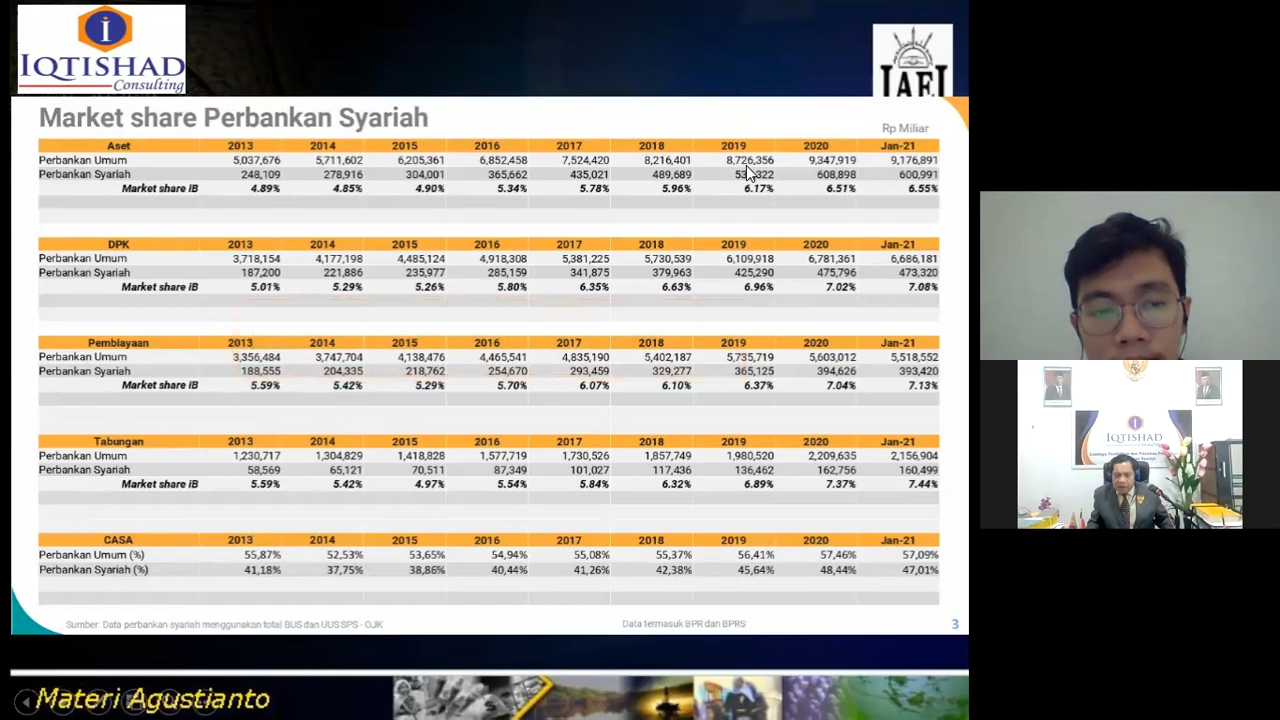 IQTISHAD
Consulting
IAEI
Market share Perbankan Syariah
Rp Miliar
Aset 2013 2014 2015 2016 2017 2018 2019 2020 Jan-21
Perbankan Umum 5,037,676 5,711,602 6,205,361 6,852,458 7,524,420 8,216,401 8,726,356 9,347,919 9,176,891
Perbankan Syariah 248,109 278,916 304,001 365,662 435,021 489,689 608,898 600,991
Market share iB 4.89% 4.85% 4.90% 5.34% 5.78% 5.96% 6.17% 6.51% 6.55%
DPK 2013 2014 2015 2016 2017 2018 2019 2020 Jan-21
Perbankan Umum 3,718,154 4,177,198 4,485,124 4,918,308 5,381,225 5,730,539 6,109,918 6,781,361 6,686,181
Perbankan Syariah 187,200 221,886 235,977 285,159 341,875 379,963 425,290 475,796 473,320
Market share iB 5.01% 5.29% 5.26% 5.80% 6.35% 6.63% 6.96% 7.02% 7.08%
Pembiayaan 2013 2014 2015 2016 2017 2018 2019 2020 Jan-21
Perbankan Umum 3,356,484 3,747,704 4,138,476 4,465,541 4,835,190 5,402,187 5,735,719 5,603,012 5,518,552
Perbankan Syariah 188,555 204,335 218,762 254,670 293,459 329,277 365,125 394,626 393,420
Market share iB 5.59% 5.42% 5.29% 5.70% 6.07% 6.10% 6.37% 7.04% 7.13%
Tabungan 2013 2014 2015 2016 2017 2018 2019 2020 Jan-21
Perbankan Umum 1,230,717 1,304,829 1,418,828 1,577,719 1,730,526 1,857,749 1,980,520 2,209,635 2,156,904
Perbankan Syariah 58,569 65,121 70,511 87,349 101,027 117,436 136,462 162,756 160,499
Market share iB 5.59% 5.42% 4.97% 5.54% 5.84% 6.32% 6.89% 7.37% 7.44%
CASA 2013 2014 2015 2016 2017 2018 2019 2020 Jan-21
Perbankan Umum (%) 55,87% 52,53% 53,65% 54,94% 55,08% 55,37% 56,41% 57,46% 57,09%
Perbankan Syariah (%) 41,18% 37,75% 38,86% 40,44% 41,26% 42,38% 45,64% 48,44% 47,01%
Sumber: Data perbankan syariah menggunakan total BUS dan UUS SPS - OJK
Data termasuk BPR dan BPRS
3
Materi Agustianto
IQTISHAD